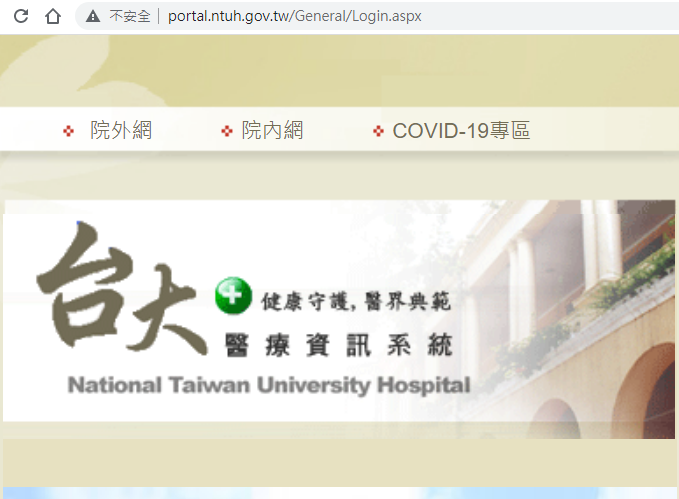 不安全 portal.ntuh.gov.tw/General/Login.aspx
院外網 院內網 COVID-19專區
台大
健康守護，醫界典範
醫療資訊系統
National Taiwan University Hospital